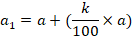 a₁ = a + (k/100 × a)